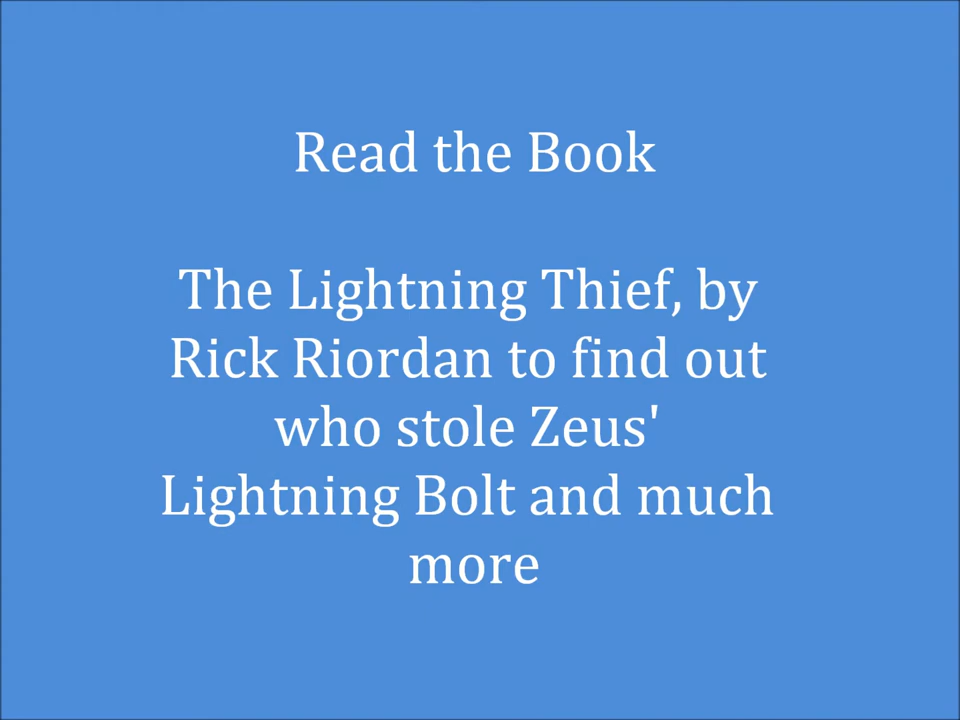 Read the Book
The Lightning Thief, by
Rick Riordan to find out
who stole Zeus'
Lightning Bolt and much
more